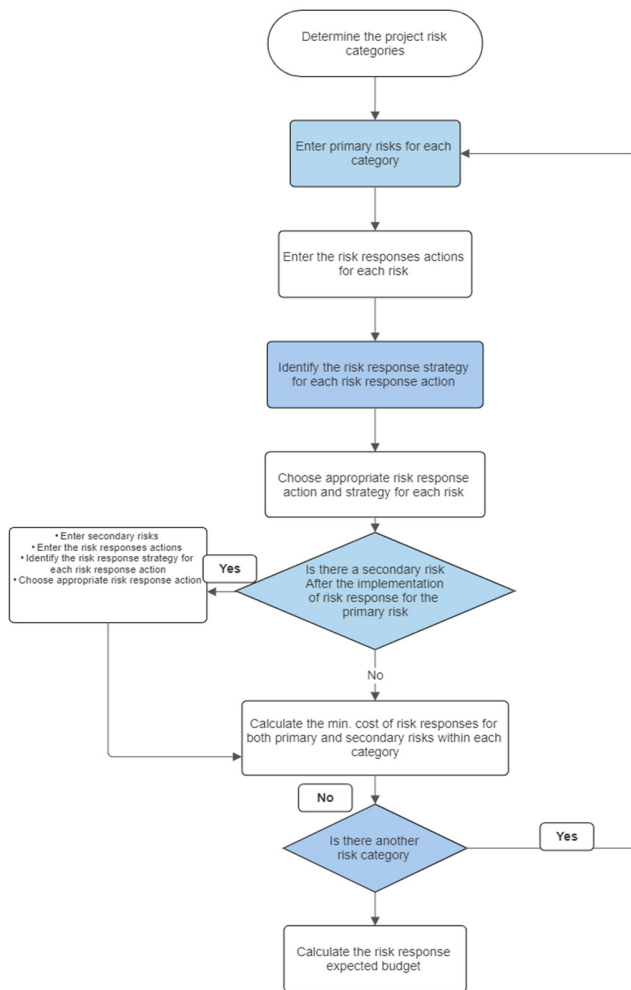 Determine the project risk
categories
Enter primary risks for each
category
Enter the risk responses actions
for each risk
Identify the risk response strategy
for each risk response action
Choose appropriate risk response
action and strategy for each risk
• Enter secondary risks
• Enter the risk responses actions
• Identify the risk response strategy for
each risk response action
• Choose appropriate risk response action
Yes
Is there a secondary risk
After the implementation
of risk response for the
primary risk
No
Calculate the min. cost of risk responses for
both primary and secondary risks within each
category
No
Is there another
risk category
Yes
Calculate the risk response
expected budget